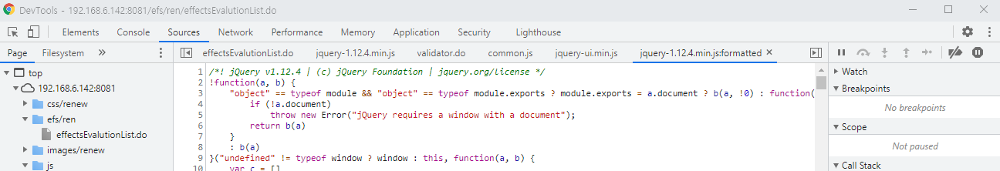 DevTools - 192.168.6.142:8081/efs/ren/effectsEvalutionList.do
Elements Console Sources Network Performance Memory Application Security Lighthouse
Page Filesystem » effectsEvalutionList.do jquery-1.12.4.min.js validator.do common.js jquery-ui.min.js jquery-1.12.4.min.js:formatted ×
top
192.168.6.142:8081
css/renew
efs/ren
effectsEvalutionList.do
images/renew
js
1 /*! jQuery v1.12.4 | (c) jQuery Foundation | jquery.org/license */
2 !function(a, b) {
3 "object" == typeof module && "object" == typeof module.exports ? module.exports = a.document ? b(a, !0) : function(
4 if (!a.document)
5 throw new Error("jQuery requires a window with a document");
6 return b(a)
7 }
8 : b(a)
9 }("undefined" != typeof window ? window : this, function(a, b) {
10 var c = []
Watch
Breakpoints
No breakpoints
Scope
Not paused
Call Stack